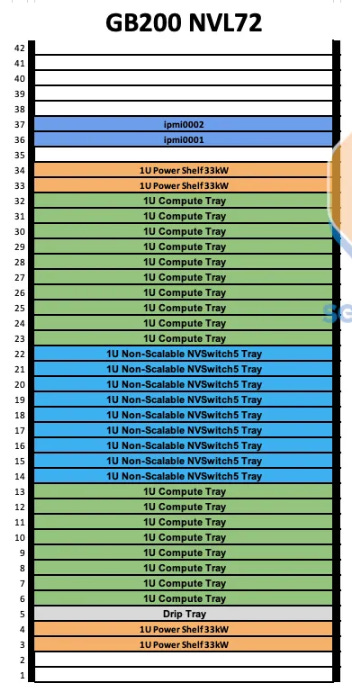 GB200 NVL72
42
41
40
39
38
37 ipmi0002
36 ipmi0001
35
34 1U Power Shelf 33kW
33 1U Power Shelf 33kW
32 1U Compute Tray
31 1U Compute Tray
30 1U Compute Tray
29 1U Compute Tray
28 1U Compute Tray
27 1U Compute Tray
26 1U Compute Tray
25 1U Compute Tray
24 1U Compute Tray
23 1U Compute Tray
22 1U Non-Scalable NVSwitch5 Tray
21 1U Non-Scalable NVSwitch5 Tray
20 1U Non-Scalable NVSwitch5 Tray
19 1U Non-Scalable NVSwitch5 Tray
18 1U Non-Scalable NVSwitch5 Tray
17 1U Non-Scalable NVSwitch5 Tray
16 1U Non-Scalable NVSwitch5 Tray
15 1U Non-Scalable NVSwitch5 Tray
14 1U Non-Scalable NVSwitch5 Tray
13 1U Compute Tray
12 1U Compute Tray
11 1U Compute Tray
10 1U Compute Tray
9 1U Compute Tray
8 1U Compute Tray
7 1U Compute Tray
6 1U Compute Tray
5 Drip Tray
4 1U Power Shelf 33kW
3 1U Power Shelf 33kW
2
1